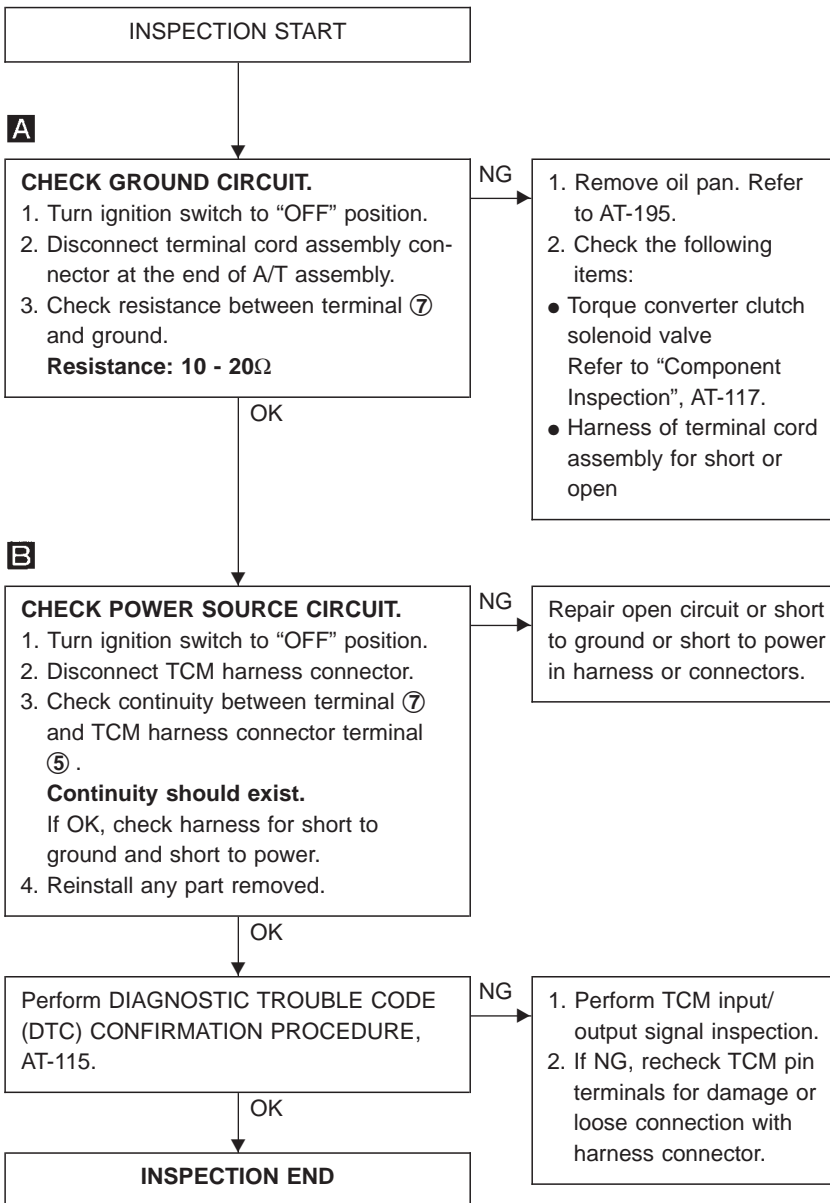 INSPECTION START
A
CHECK GROUND CIRCUIT.
1. Turn ignition switch to “OFF” position.
2. Disconnect terminal cord assembly con-
nector at the end of A/T assembly.
3. Check resistance between terminal ⑦
and ground.
Resistance: 10 - 20Ω
NG
1. Remove oil pan. Refer
to AT-195.
2. Check the following
items:
● Torque converter clutch
solenoid valve
Refer to “Component
Inspection”, AT-117.
● Harness of terminal cord
assembly for short or
open
OK
B
CHECK POWER SOURCE CIRCUIT.
1. Turn ignition switch to “OFF” position.
2. Disconnect TCM harness connector.
3. Check continuity between terminal ⑦
and TCM harness connector terminal
⑤ .
Continuity should exist.
If OK, check harness for short to
ground and short to power.
4. Reinstall any part removed.
NG
Repair open circuit or short
to ground or short to power
in harness or connectors.
OK
Perform DIAGNOSTIC TROUBLE CODE
(DTC) CONFIRMATION PROCEDURE,
AT-115.
NG
1. Perform TCM input/
output signal inspection.
2. If NG, recheck TCM pin
terminals for damage or
loose connection with
harness connector.
OK
INSPECTION END